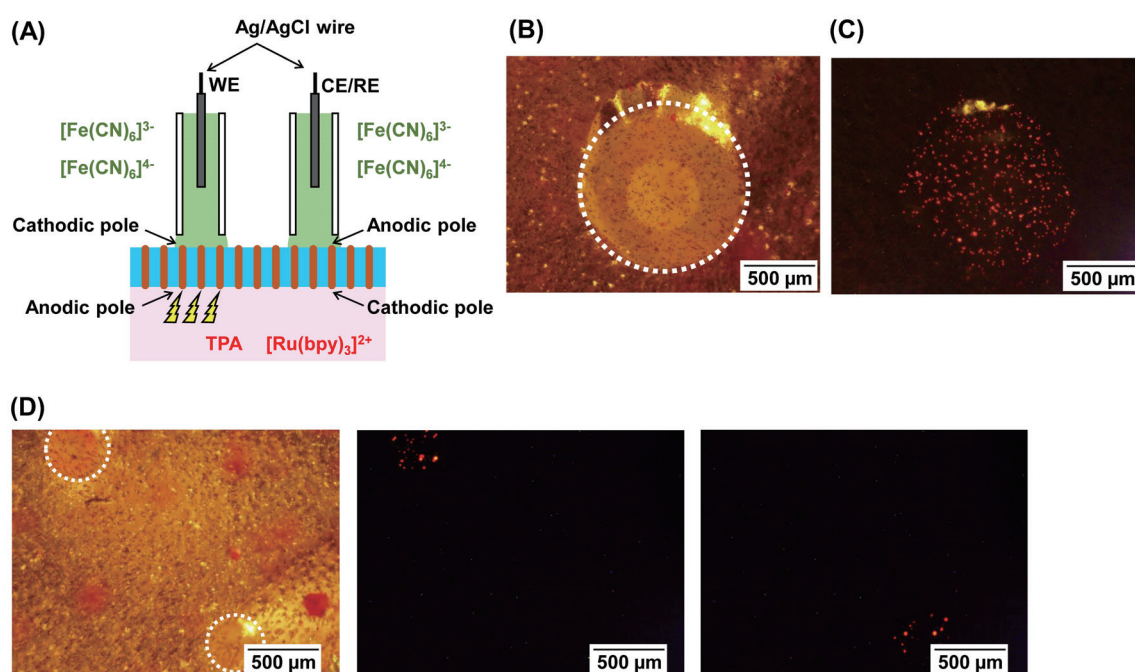 (A)
Ag/AgCl wire
WE
CE/RE
[Fe(CN)₆]³⁻
[Fe(CN)₆]³⁻
[Fe(CN)₆]⁴⁻
[Fe(CN)₆]⁴⁻
Cathodic pole
Anodic pole
Anodic pole
Cathodic pole
TPA
[Ru(bpy)₃]²⁺
(B)
500 µm
(C)
500 µm
(D)
500 µm
500 µm
500 µm